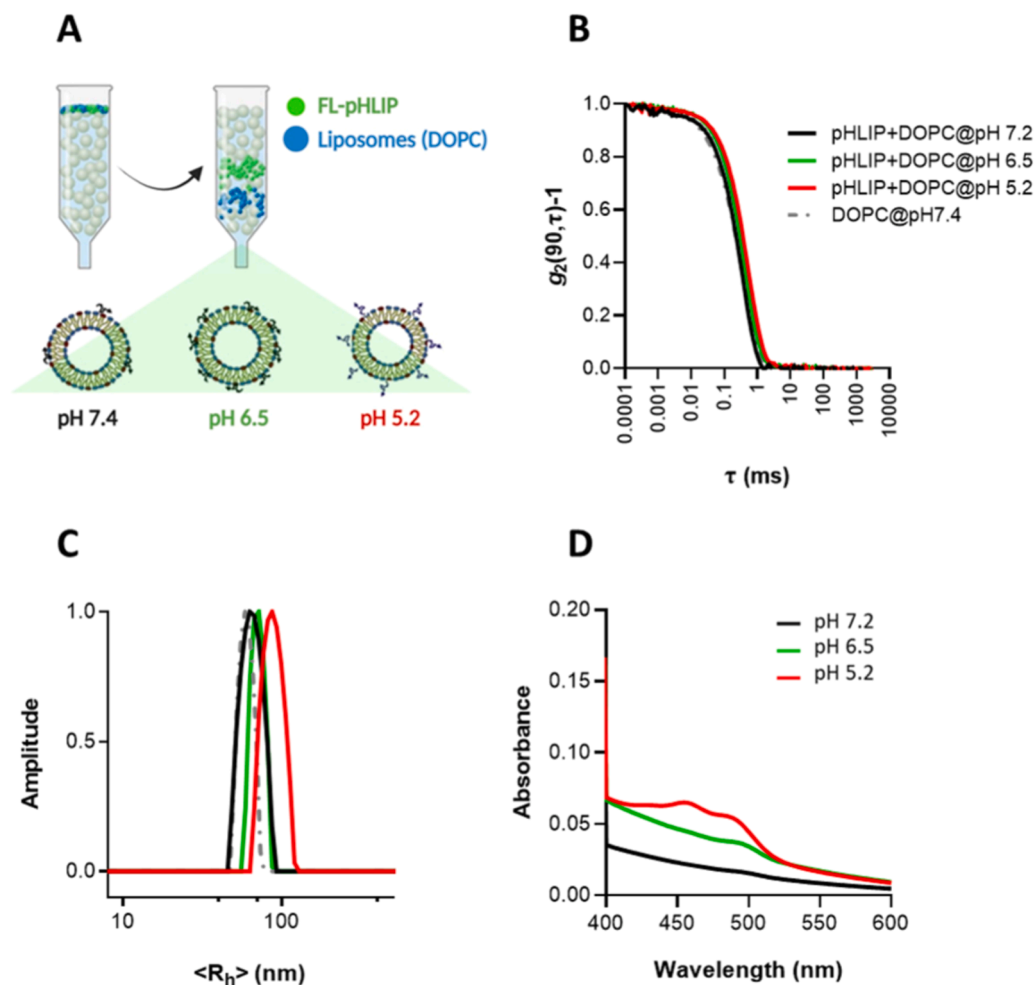 A
FL-pHLIP
Liposomes (DOPC)
pH 7.4
pH 6.5
pH 5.2
B
1.0
0.8
0.6
0.4
0.2
0.0
g₂(90,τ)-1
0.0001
0.001
0.01
0.1
1
10
100
1000
10000
τ (ms)
pHLIP+DOPC@pH 7.2
pHLIP+DOPC@pH 6.5
pHLIP+DOPC@pH 5.2
DOPC@pH7.4
C
1.0
0.5
0.0
Amplitude
10
100
<Rₕ> (nm)
D
0.20
0.15
0.10
0.05
0.00
Absorbance
400
450
500
550
600
Wavelength (nm)
pH 7.2
pH 6.5
pH 5.2